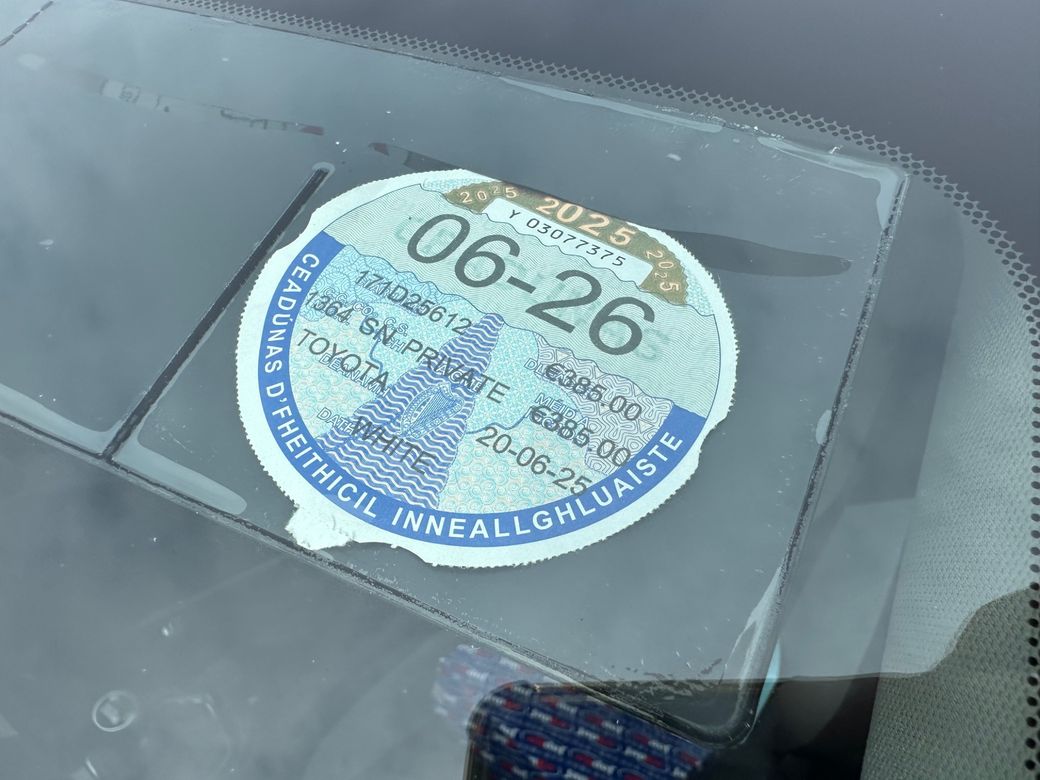 2025 2025 2025
Y 03077375
06-26
171D25612
1364 SN PRIVATE €385.00
TOYOTA €385.00
WHITE 20-06-25
CEADÚNAS D'FHEITHICIL INNEALLGHLUAISTE